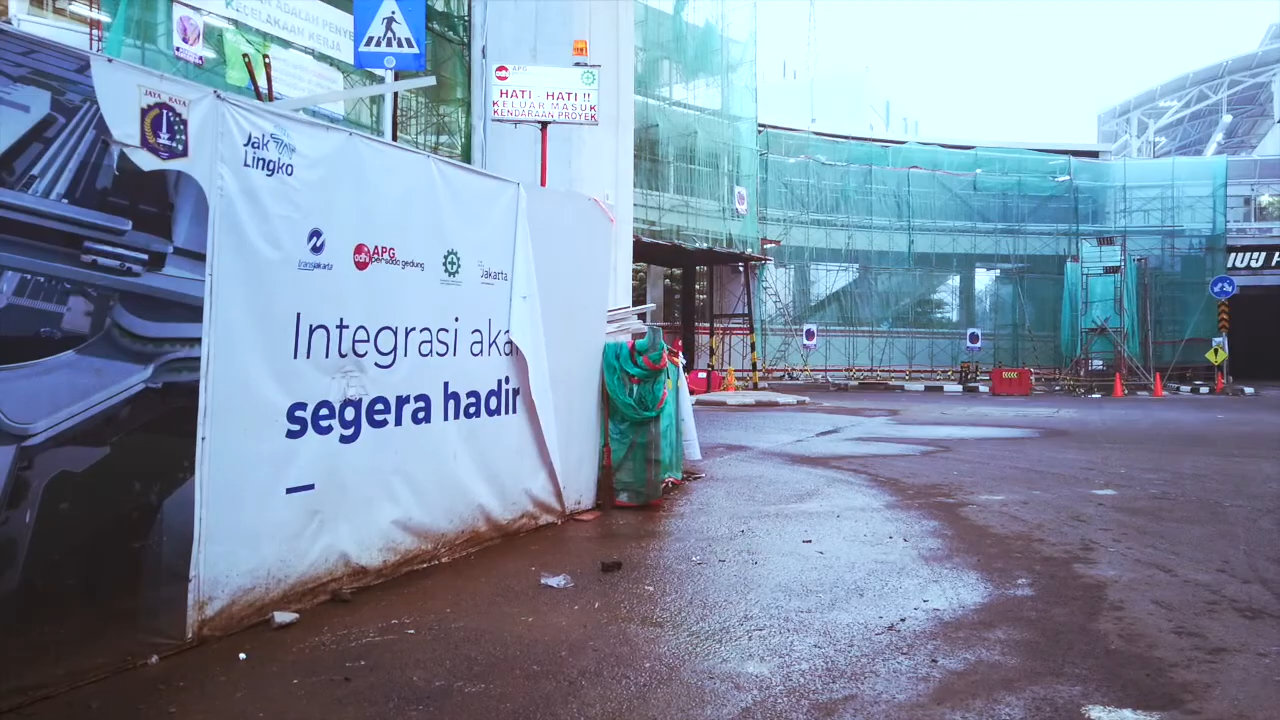 ADALAH PENYE
KECELAKAAN KERJA
APG
HATI - HATI !!
KELUAR MASUK
KENDARAAN PROYEK
JAYA RAYA
Jak
Lingko
transjakarta
odhi APG
persada gedung
Jakarta
Integrasi aka
segera hadir